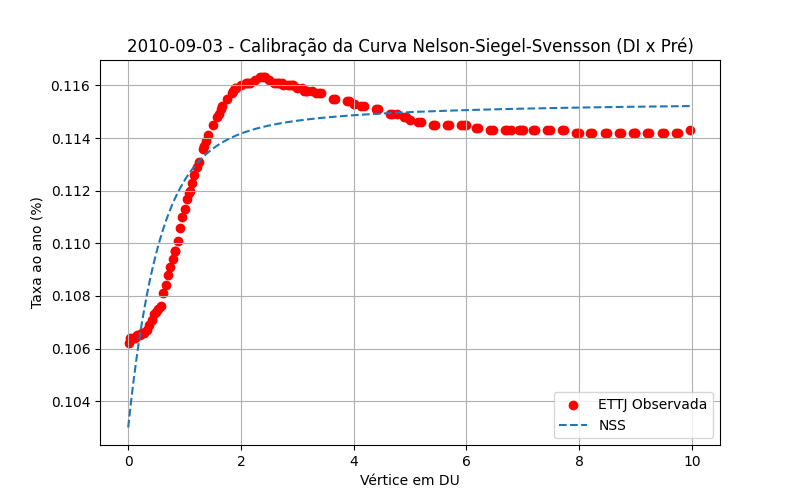 2010-09-03 - Calibração da Curva Nelson-Siegel-Svensson (DI x Pré)
Taxa ao ano (%)
0.116
0.114
0.112
0.110
0.108
0.106
0.104
ETTJ Observada
NSS
0 2 4 6 8 10
Vértice em DU